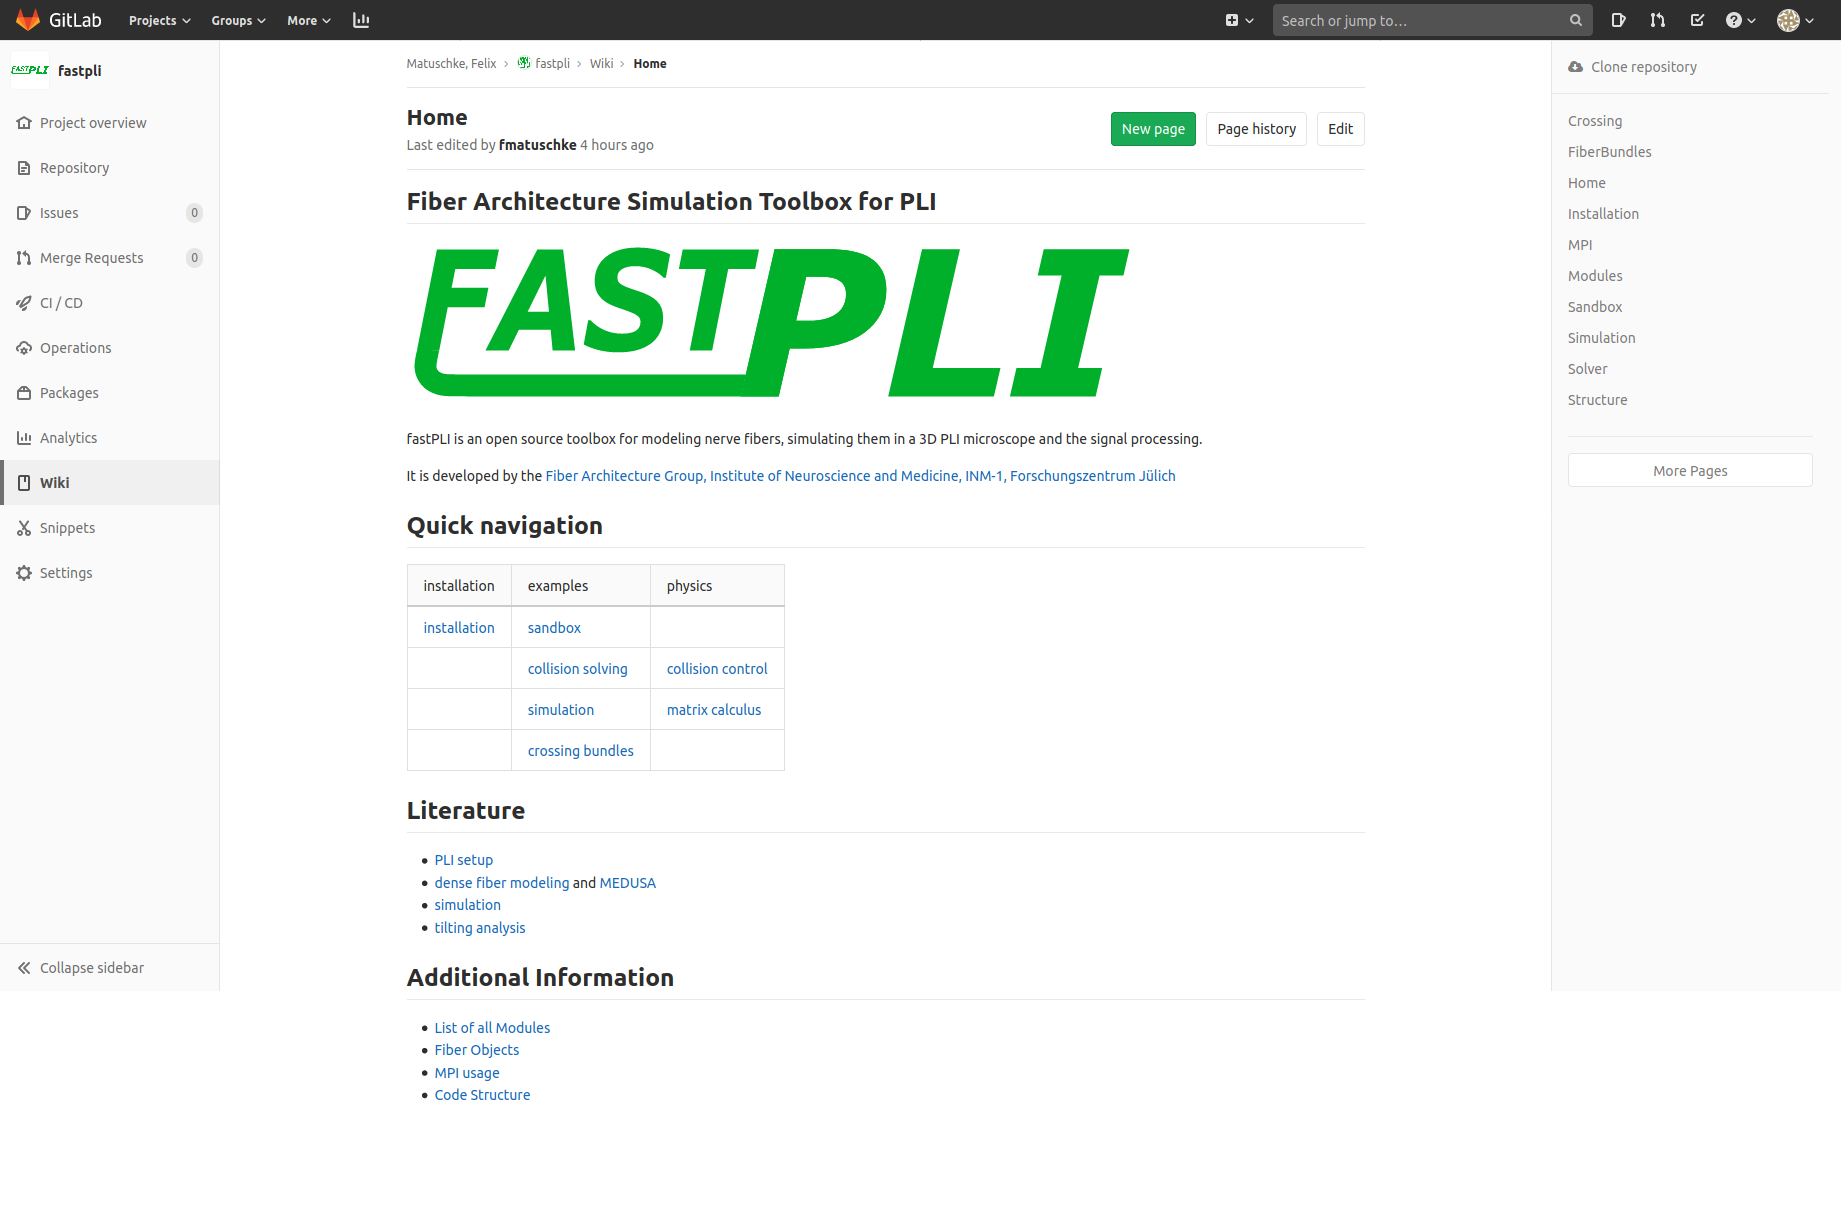 GitLab Projects Groups More Search or jump to...
FASTPLI fastpli
Project overview
Repository
Issues 0
Merge Requests 0
CI / CD
Operations
Packages
Analytics
Wiki
Snippets
Settings
Collapse sidebar
Matuschke, Felix › fastpli › Wiki › Home
Home
Last edited by fmatuschke 4 hours ago
New page Page history Edit
Fiber Architecture Simulation Toolbox for PLI
FASTPLI
fastPLI is an open source toolbox for modeling nerve fibers, simulating them in a 3D PLI microscope and the signal processing.
It is developed by the Fiber Architecture Group, Institute of Neuroscience and Medicine, INM-1, Forschungszentrum Jülich
Quick navigation
installation examples physics
installation sandbox
collision solving collision control
simulation matrix calculus
crossing bundles
Literature
• PLI setup
• dense fiber modeling and MEDUSA
• simulation
• tilting analysis
Additional Information
• List of all Modules
• Fiber Objects
• MPI usage
• Code Structure
Clone repository
Crossing
FiberBundles
Home
Installation
MPI
Modules
Sandbox
Simulation
Solver
Structure
More Pages